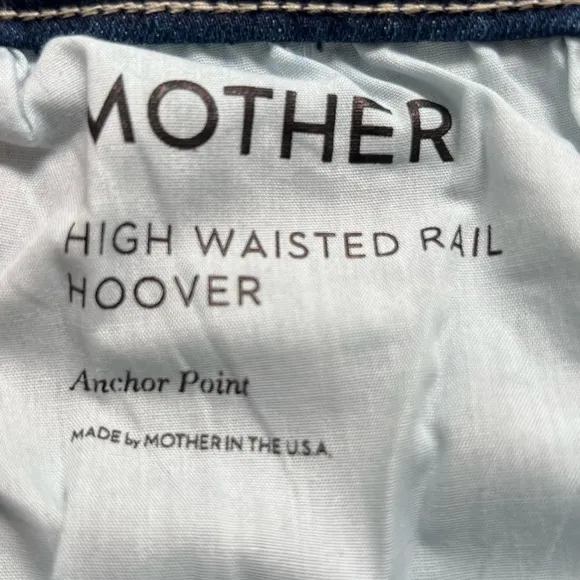 MOTHER
HIGH WAISTED RAIL
HOOVER
Anchor Point
MADE by MOTHER IN THE U.S.A.